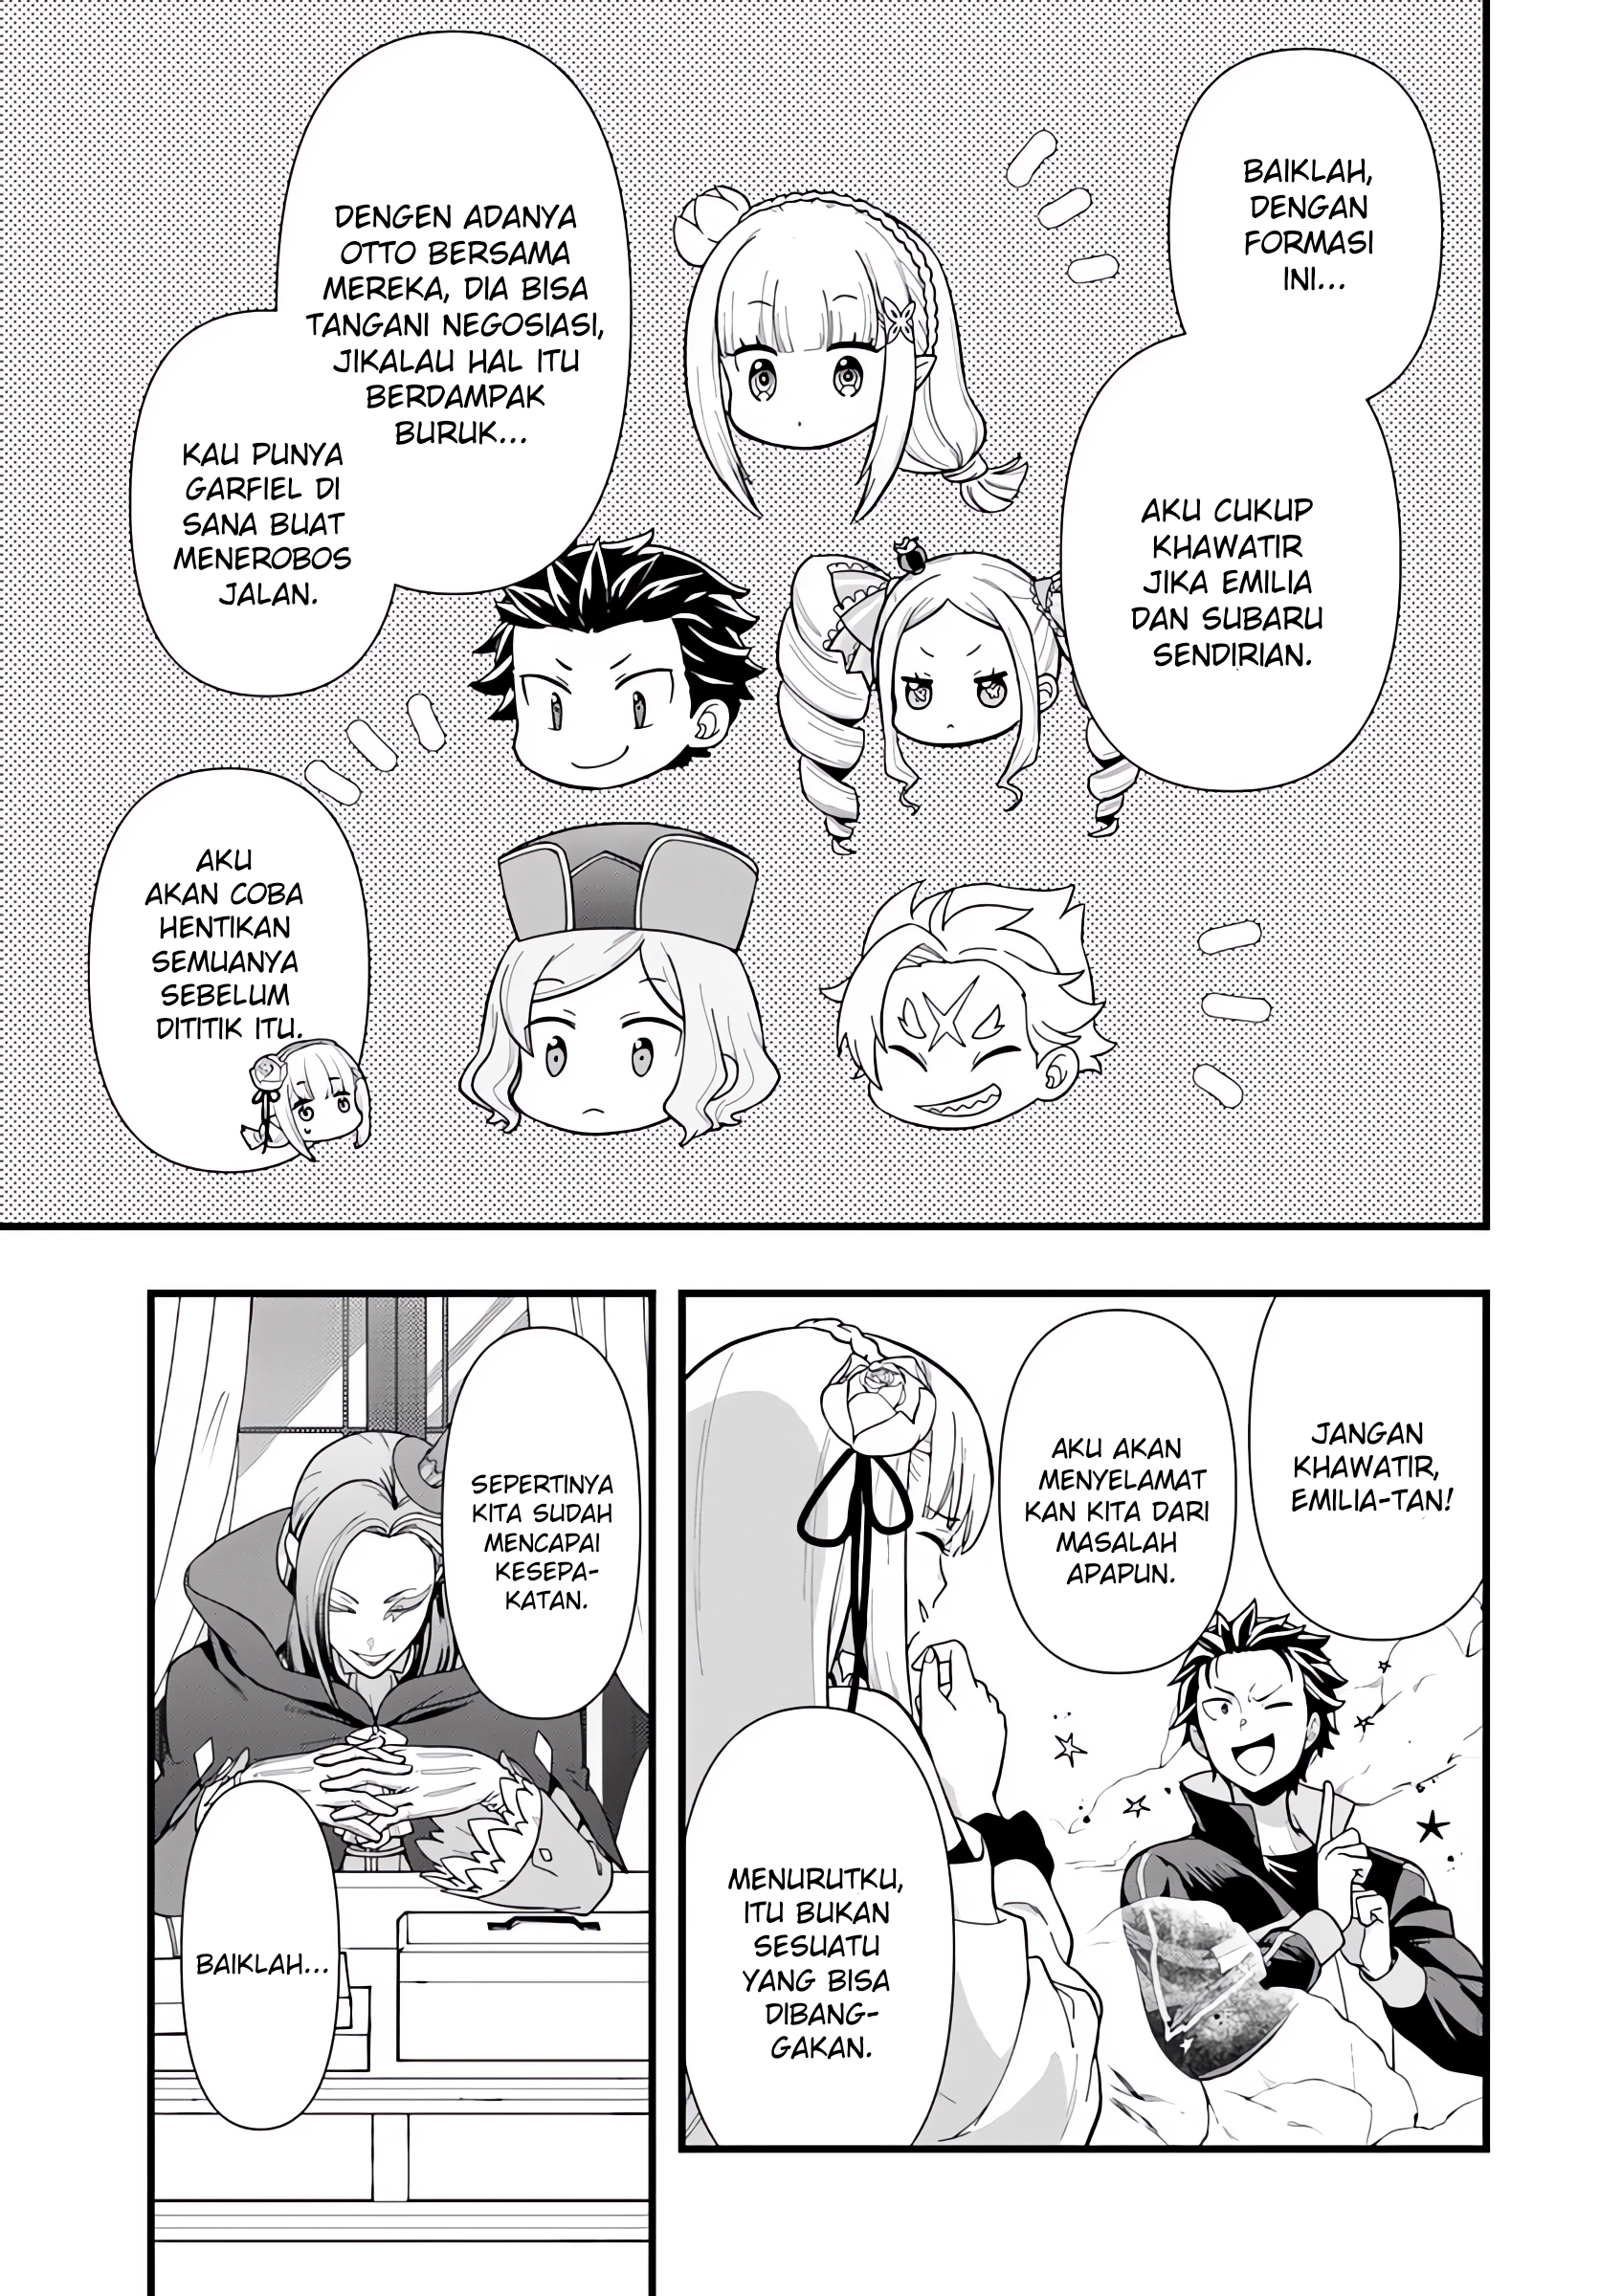 BAIKLAH,
DENGAN
FORMASI
INI...
AKU CUKUP
KHAWATIR
JIKA EMILIA
DAN SUBARU
SENDIRIAN.
DENGEN ADANYA
OTTO BERSAMA
MEREKA, DIA BISA
TANGANI NEGOSIASI,
JIKALAU HAL ITU
BERDAMPAK
BURUK...
KAU PUNYA
GARFIEL DI
SANA BUAT
MENEROBOS
JALAN.
AKU
AKAN COBA
HENTIKAN
SEMUANYA
SEBELUM
DITITIK ITU.
JANGAN
KHAWATIR,
EMILIA-TAN!
AKU AKAN
MENYELAMAT
KAN KITA DARI
MASALAH
APAPUN.
MENURUTKU,
ITU BUKAN
SESUATU
YANG BISA
DIBANG-
GAKAN.
SEPERTINYA
KITA SUDAH
MENCAPAI
KESEPA-
KATAN.
BAIKLAH...